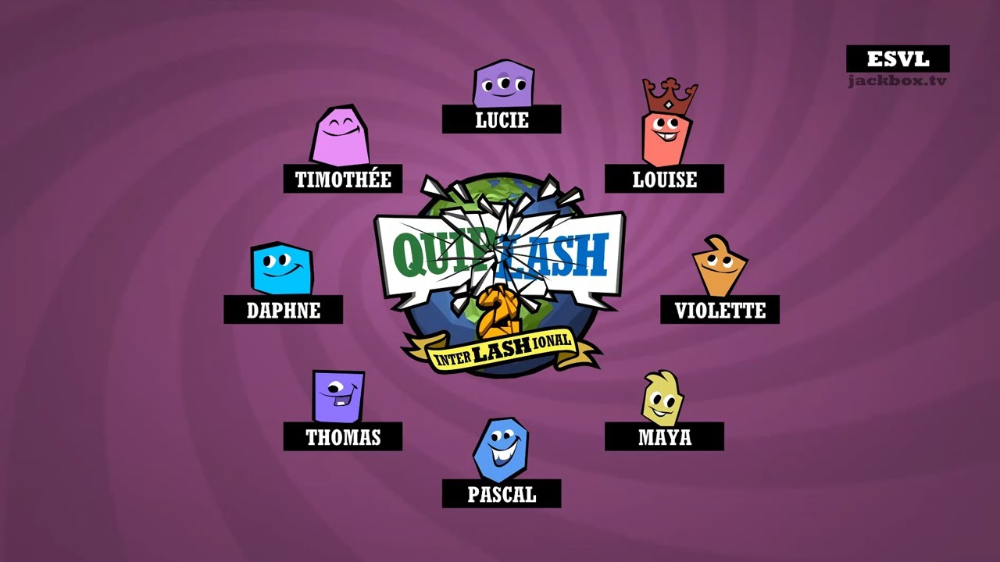 ESVL
jackbox.tv
LUCIE
TIMOTHÉE
LOUISE
QUIPLASH
2
INTERLASHIONAL
DAPHNE
VIOLETTE
THOMAS
MAYA
PASCAL